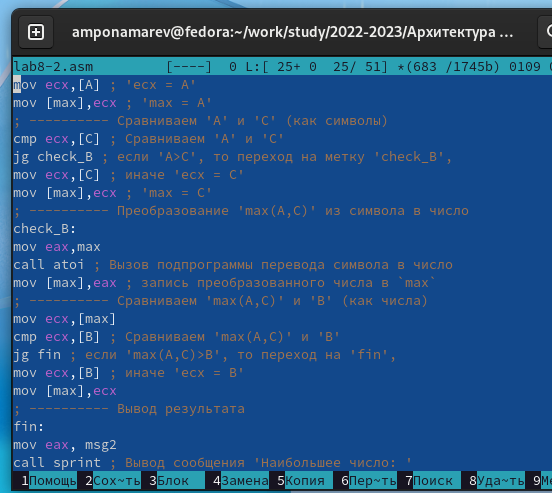 amponamarev@fedora:~/work/study/2022-2023/Архитектура ...
lab8-2.asm [----] 0 L:[ 25+ 0 25/ 51] *(683 /1745b) 0109
mov ecx,[A] ; 'ecx = A'
mov [max],ecx ; 'max = A'
; ---------- Сравниваем 'A' и 'С' (как символы)
cmp ecx,[C] ; Сравниваем 'A' и 'С'
jg check_B ; если 'A>C', то переход на метку 'check_B',
mov ecx,[C] ; иначе 'ecx = C'
mov [max],ecx ; 'max = C'
; ---------- Преобразование 'max(A,C)' из символа в число
check_B:
mov eax,max
call atoi ; Вызов подпрограммы перевода символа в число
mov [max],eax ; запись преобразованного числа в `max`
; ---------- Сравниваем 'max(A,C)' и 'B' (как числа)
mov ecx,[max]
cmp ecx,[B] ; Сравниваем 'max(A,C)' и 'B'
jg fin ; если 'max(A,C)>B', то переход на 'fin',
mov ecx,[B] ; иначе 'ecx = B'
mov [max],ecx
; ---------- Вывод результата
fin:
mov eax, msg2
call sprint ; Вывод сообщения 'Наибольшее число: '
1Помощь 2Сох~ть 3Блок 4Замена 5Копия 6Пер~ть 7Поиск 8Уда~ть 9